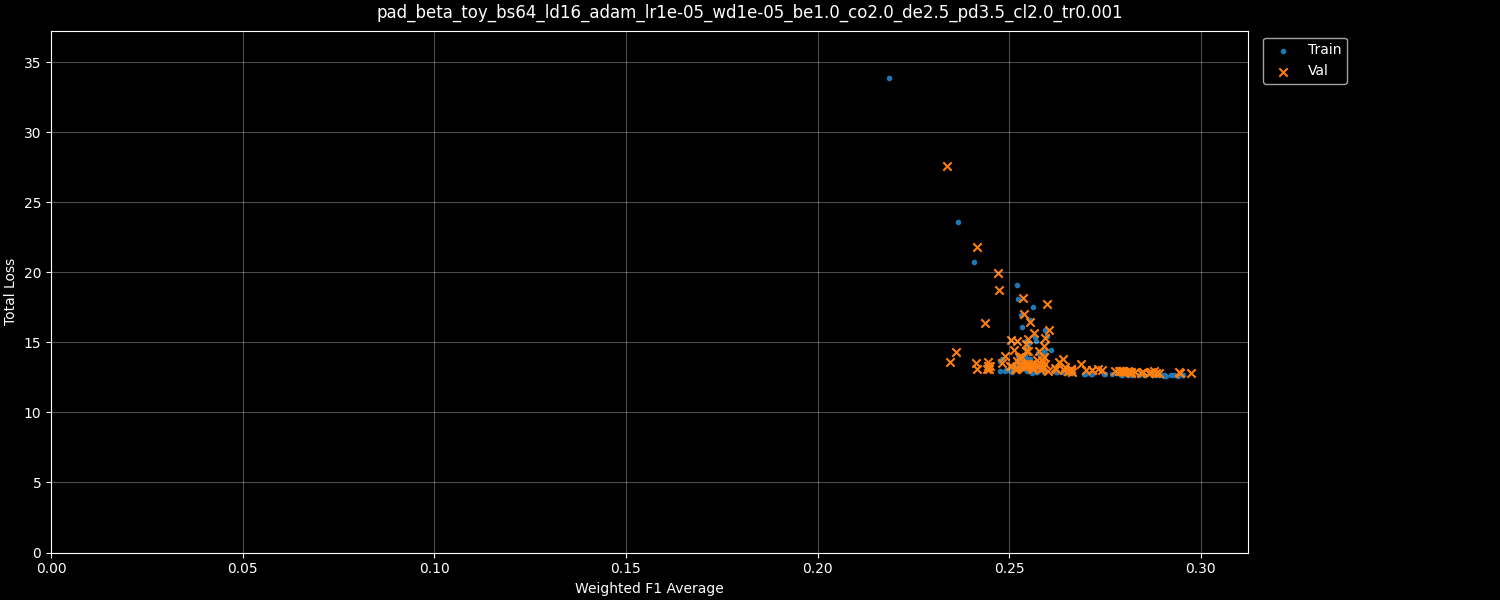 pad_beta_toy_bs64_ld16_adam_lr1e-05_wd1e-05_be1.0_co2.0_de2.5_pd3.5_cl2.0_tr0.001
Train
Val
Total Loss
35
30
25
20
15
10
5
0
0.00 0.05 0.10 0.15 0.20 0.25 0.30
Weighted F1 Average